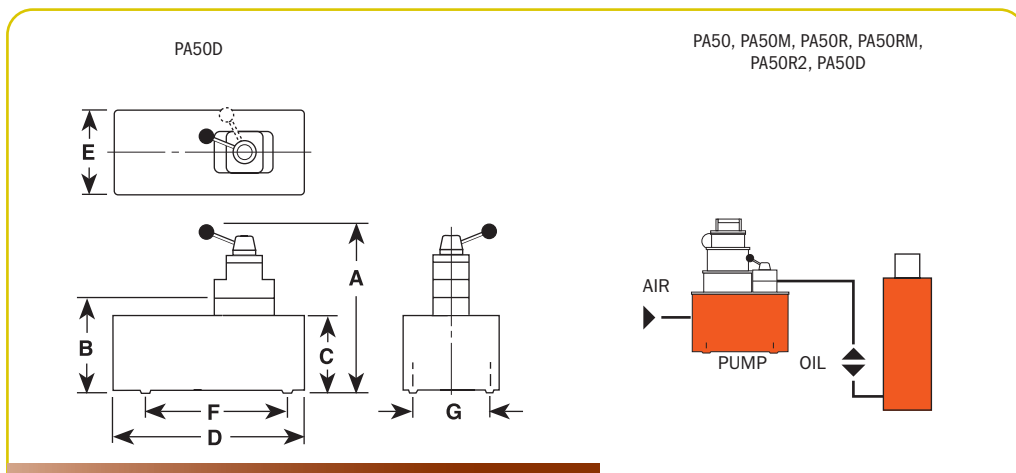 PA50D
PA50, PA50M, PA50R, PA50RM,
PA50R2, PA50D
E
A
B
C
F
G
D
AIR
PUMP
OIL